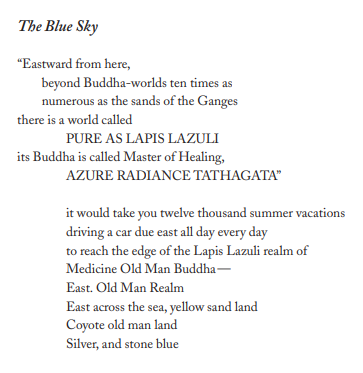 The Blue Sky
“Eastward from here,
beyond Buddha-worlds ten times as
numerous as the sands of the Ganges
there is a world called
PURE AS LAPIS LAZULI
its Buddha is called Master of Healing,
AZURE RADIANCE TATHAGATA”
it would take you twelve thousand summer vacations
driving a car due east all day every day
to reach the edge of the Lapis Lazuli realm of
Medicine Old Man Buddha—
East. Old Man Realm
East across the sea, yellow sand land
Coyote old man land
Silver, and stone blue